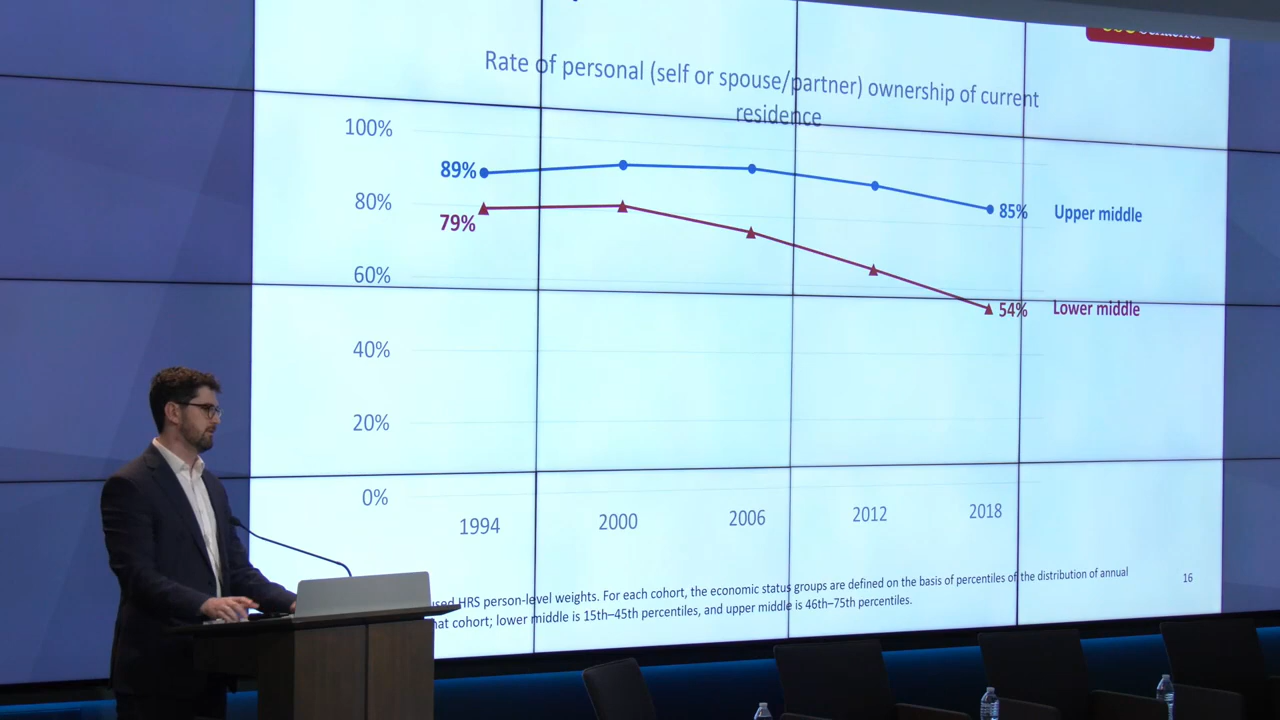 Rate of personal (self or spouse/partner) ownership of current
residence
100%
89%
80%
79%
85%
Upper middle
60%
54%
Lower middle
40%
20%
0%
1994
2000
2006
2012
2018
HRS person-level weights. For each cohort, the economic status groups are defined on the basis of percentiles of the distribution of annual
cohort; lower middle is 15th–45th percentiles, and upper middle is 46th–75th percentiles.
16